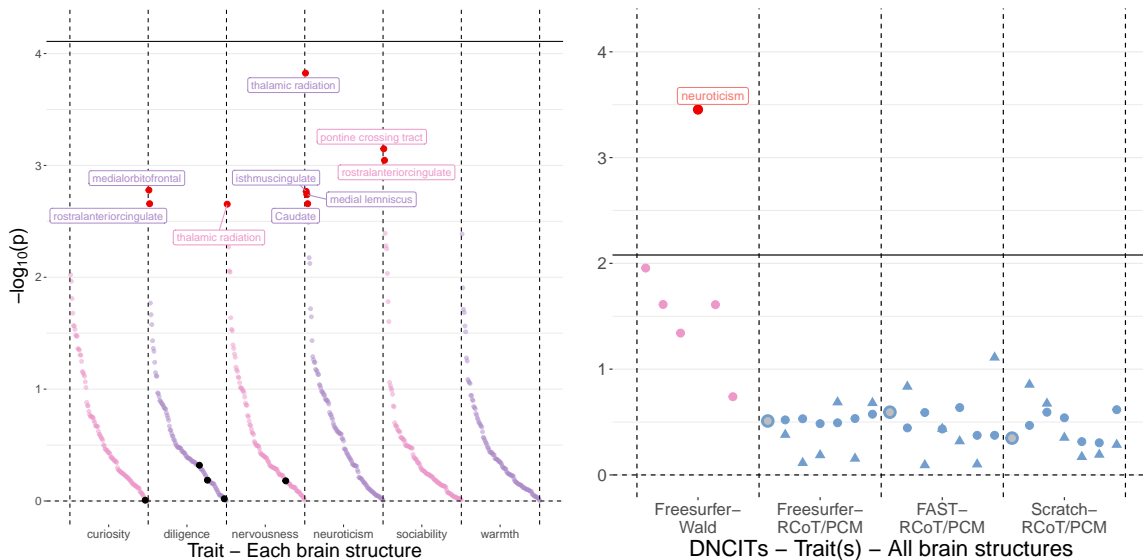 −log10(p)
4
3
2
1
0
thalamic radiation
pontine crossing tract
rostralanteriorcingulate
medialorbitofrontal
isthmuscingulate
medial lemniscus
rostralanteriorcingulate
Caudate
thalamic radiation
curiosity diligence nervousness neuroticism sociability warmth
Trait − Each brain structure
4
3
2
1
0
neuroticism
Freesurfer− Freesurfer− FAST− Scratch−
Wald RCoT/PCM RCoT/PCM RCoT/PCM
DNCITs − Trait(s) − All brain structures